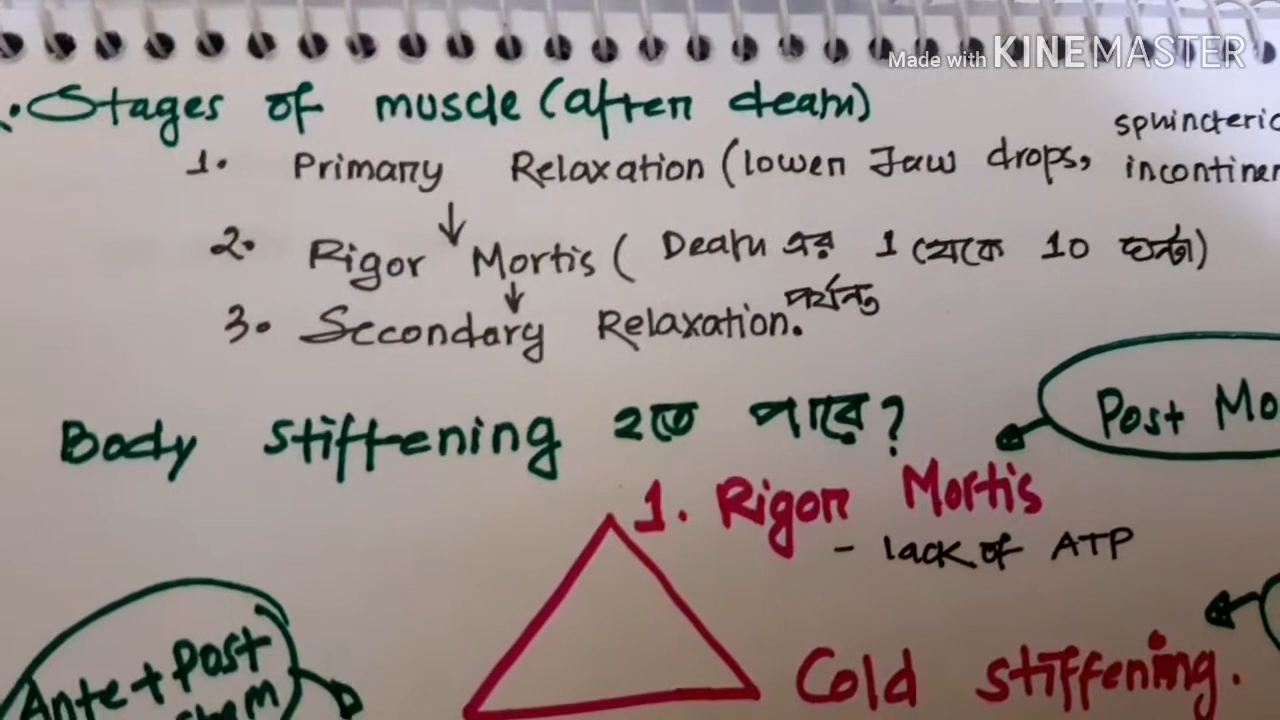 Made with KINEMASTER
Stages of muscle (after death)
1. Primary Relaxation (lower Jaw drops, sphincteric
↓
2. Rigor Mortis ( Death এর 1 থেকে 10 ঘন্টা)
পর্যন্ত
↓
3. Secondary Relaxation.
Body stiffening হতে পারে?
Post
1. Rigor Mortis
- lack of ATP
Cold stiffening.
Ante + Post